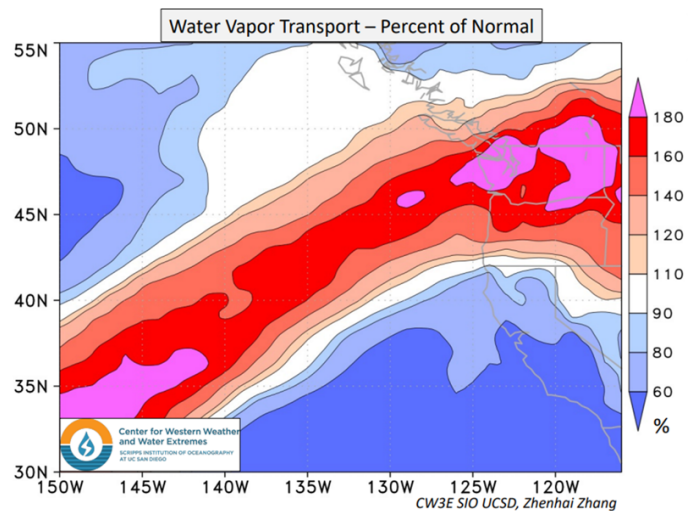 Water Vapor Transport – Percent of Normal
55N
50N
45N
40N
35N
30N
150W
145W
140W
135W
130W
125W
120W
180
160
140
120
110
90
80
60
%
Center for Western Weather
and Water Extremes
SCRIPPS INSTITUTION OF OCEANOGRAPHY
AT UC SAN DIEGO
CW3E SIO UCSD, Zhenhai Zhang